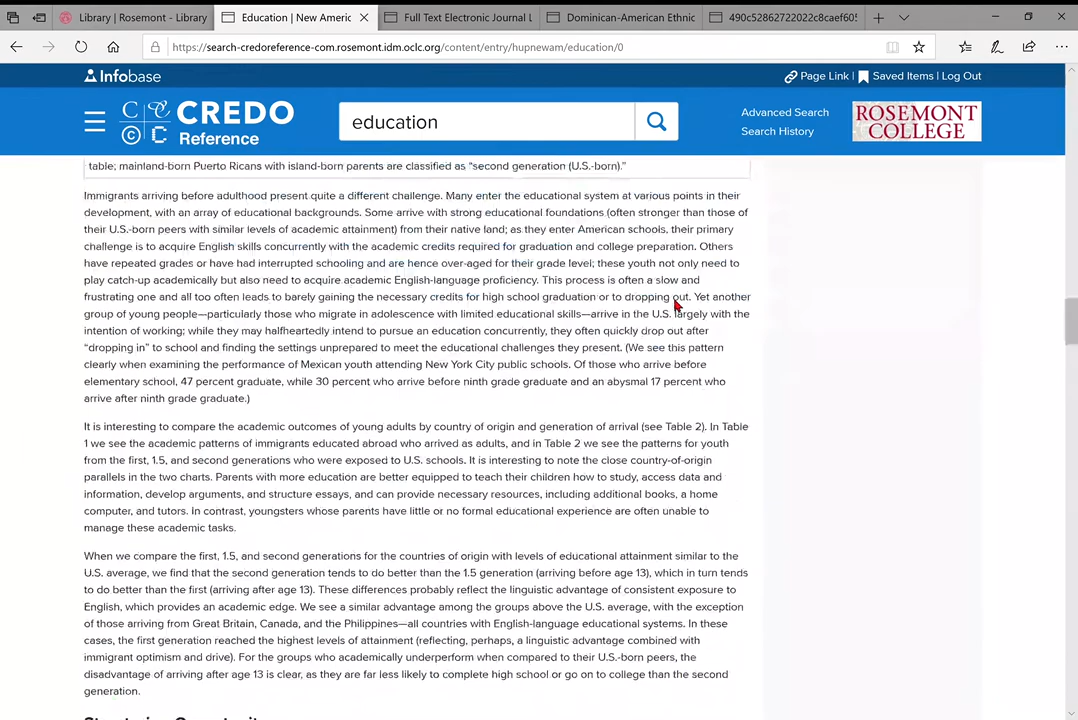 Library | Rosemont - Library
Education | New Americ
Full Text Electronic Journal L
Dominican-American Ethnic
490c52862722022c8caef605
https://search-credoreference-com.rosemont.idm.oclc.org/content/entry/hupnewam/education/0
Infobase
Page Link | Saved Items | Log Out
CREDO
Reference
education
Advanced Search
Search History
ROSEMONT
COLLEGE
table; mainland-born Puerto Ricans with island-born parents are classified as “second generation (U.S.-born).”
Immigrants arriving before adulthood present quite a different challenge. Many enter the educational system at various points in their
development, with an array of educational backgrounds. Some arrive with strong educational foundations (often stronger than those of
their U.S.-born peers with similar levels of academic attainment) from their native land; as they enter American schools, their primary
challenge is to acquire English skills concurrently with the academic credits required for graduation and college preparation. Others
have repeated grades or have had interrupted schooling and are hence over-aged for their grade level; these youth not only need to
play catch-up academically but also need to acquire academic English-language proficiency. This process is often a slow and
frustrating one and all too often leads to barely gaining the necessary credits for high school graduation or to dropping out. Yet another
group of young people—particularly those who migrate in adolescence with limited educational skills—arrive in the U.S. largely with the
intention of working; while they may halfheartedly intend to pursue an education concurrently, they often quickly drop out after
“dropping in” to school and finding the settings unprepared to meet the educational challenges they present. (We see this pattern
clearly when examining the performance of Mexican youth attending New York City public schools. Of those who arrive before
elementary school, 47 percent graduate, while 30 percent who arrive before ninth grade graduate and an abysmal 17 percent who
arrive after ninth grade graduate.)
It is interesting to compare the academic outcomes of young adults by country of origin and generation of arrival (see Table 2). In Table
1 we see the academic patterns of immigrants educated abroad who arrived as adults, and in Table 2 we see the patterns for youth
from the first, 1.5, and second generations who were exposed to U.S. schools. It is interesting to note the close country-of-origin
parallels in the two charts. Parents with more education are better equipped to teach their children how to study, access data and
information, develop arguments, and structure essays, and can provide necessary resources, including additional books, a home
computer, and tutors. In contrast, youngsters whose parents have little or no formal educational experience are often unable to
manage these academic tasks.
When we compare the first, 1.5, and second generations for the countries of origin with levels of educational attainment similar to the
U.S. average, we find that the second generation tends to do better than the 1.5 generation (arriving before age 13), which in turn tends
to do better than the first (arriving after age 13). These differences probably reflect the linguistic advantage of consistent exposure to
English, which provides an academic edge. We see a similar advantage among the groups above the U.S. average, with the exception
of those arriving from Great Britain, Canada, and the Philippines—all countries with English-language educational systems. In these
cases, the first generation reached the highest levels of attainment (reflecting, perhaps, a linguistic advantage combined with
immigrant optimism and drive). For the groups who academically underperform when compared to their U.S.-born peers, the
disadvantage of arriving after age 13 is clear, as they are far less likely to complete high school or go on to college than the second
generation.